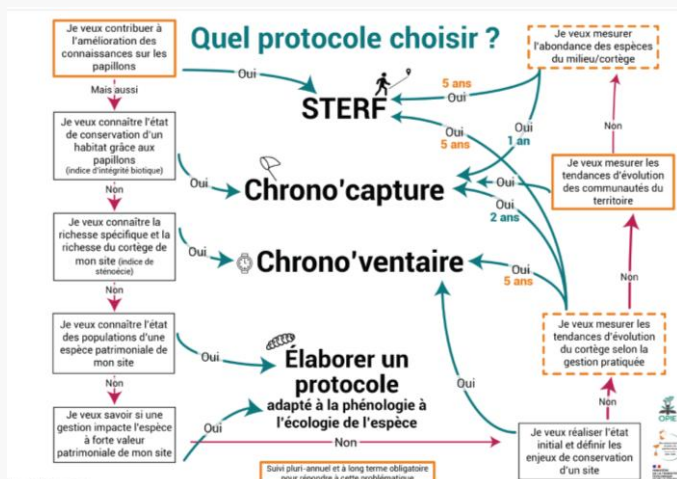 Quel protocole choisir ?
Je veux contribuer à
l'amélioration des
connaissances sur les
papillons
Oui
Mais aussi
Je veux connaître l'état
de conservation d'un
habitat grâce aux
papillons
(indice d'intégrité biotique)
Oui
Non
Je veux connaître la
richesse spécifique et la
richesse du cortège de
mon site (indice de
sténoécie)
Oui
Non
Je veux connaître l'état
des populations d'une
espèce patrimoniale de
mon site
Oui
Non
Je veux savoir si une
gestion impacte l'espèce
à forte valeur
patrimoniale de mon site
Oui
Non
STERF
Chrono'capture
Chrono'ventaire
Élaborer un
protocole
adapté à la phénologie à
l'écologie de l'espèce
Suivi pluri-annuel et à long terme obligatoire
pour répondre à cette problématique
Je veux mesurer
l'abondance des espèces
du milieu/cortège
5 ans
Oui
Oui
1 an
Non
Je veux mesurer les
tendances d'évolution
des communautés du
territoire
Oui
Non
Je veux mesurer les
tendances d'évolution
du cortège selon la
gestion pratiquée
Oui
5 ans
Oui
2 ans
Oui
5 ans
Non
Je veux réaliser l'état
initial et définir les
enjeux de conservation
d'un site
Oui
OPIE